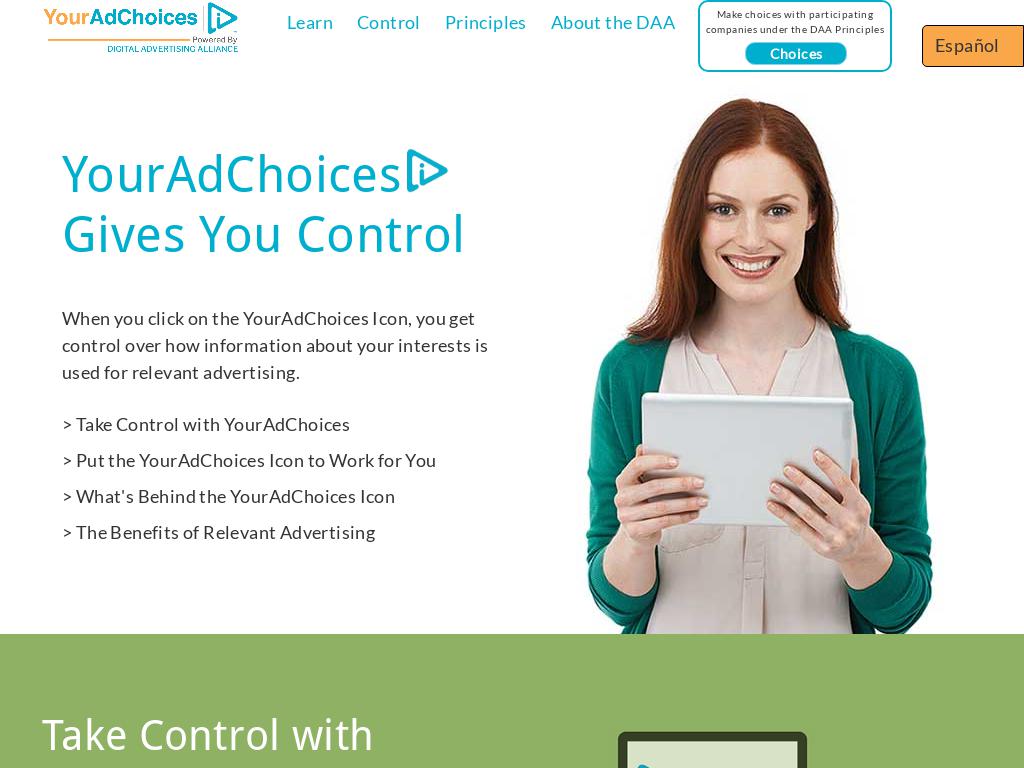 YourAdChoices
Powered By
DIGITAL ADVERTISING ALLIANCE
Learn
Control
Principles
About the DAA
Make choices with participating
companies under the DAA Principles
Choices
Español
YourAdChoices
Gives You Control
When you click on the YourAdChoices Icon, you get
control over how information about your interests is
used for relevant advertising.
> Take Control with YourAdChoices
> Put the YourAdChoices Icon to Work for You
> What's Behind the YourAdChoices Icon
> The Benefits of Relevant Advertising
Take Control with